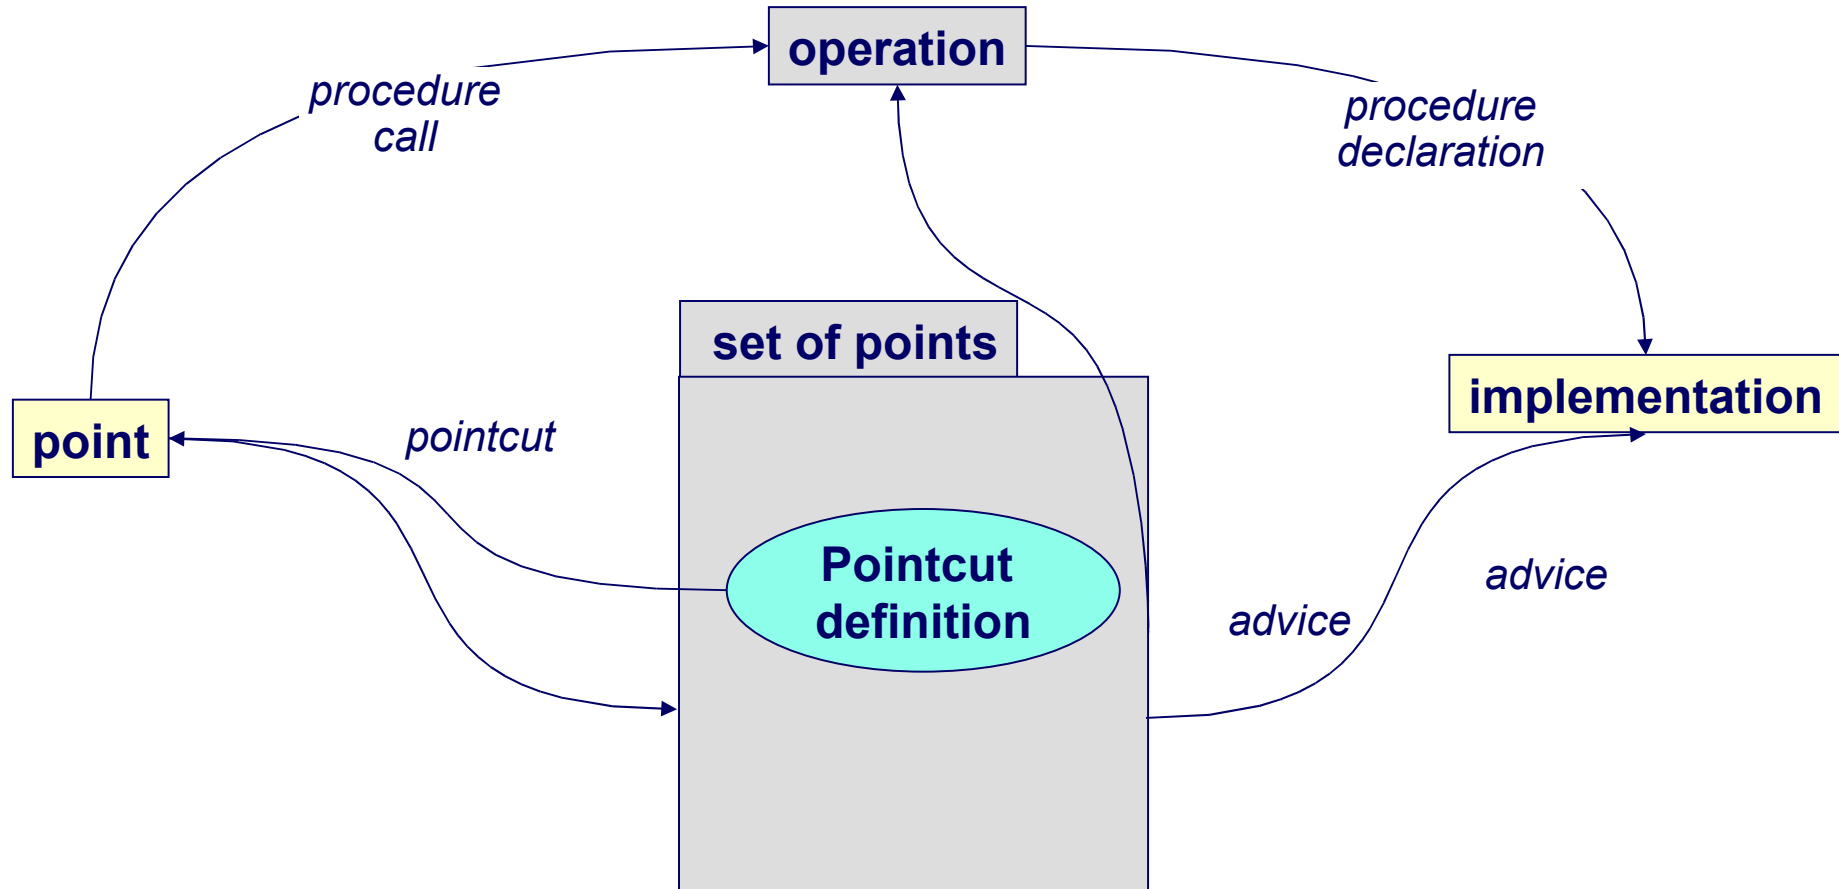 operation
procedure
call
procedure
declaration
set of points
implementation
point
pointcut
Pointcut
definition
advice
advice